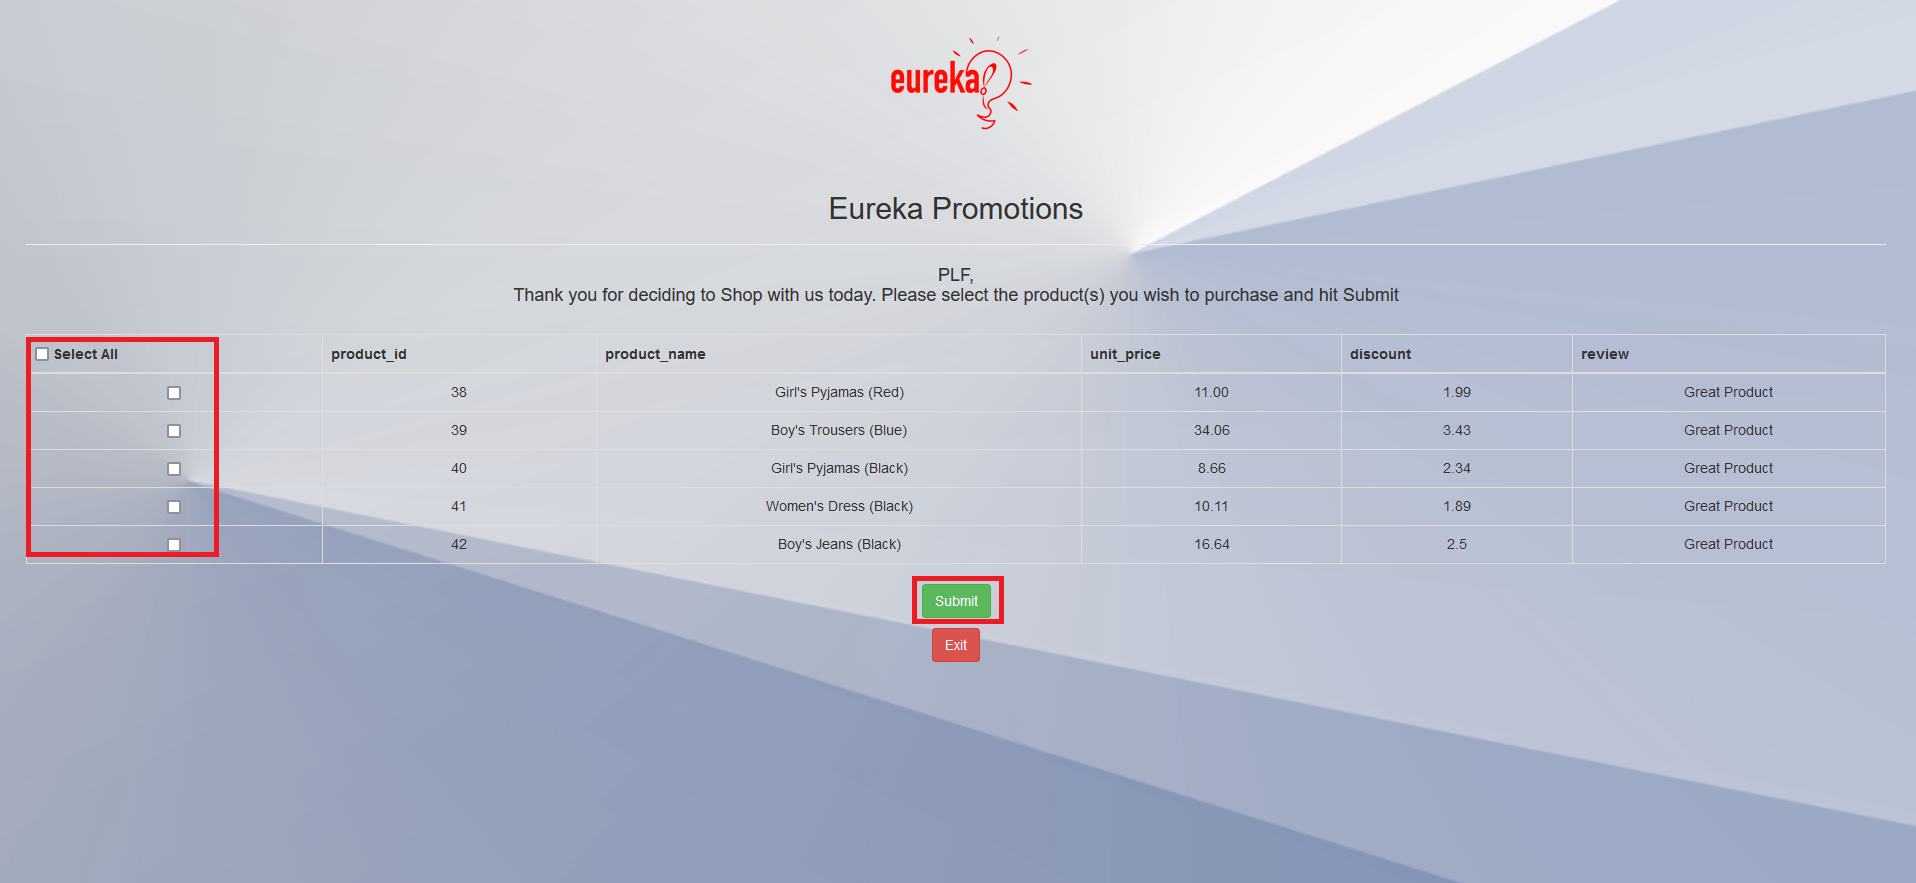 eureka!
Eureka Promotions
PLF,
Thank you for deciding to Shop with us today. Please select the product(s) you wish to purchase and hit Submit
Select All product_id product_name unit_price discount review
38 Girl's Pyjamas (Red) 11.00 1.99 Great Product
39 Boy's Trousers (Blue) 34.06 3.43 Great Product
40 Girl's Pyjamas (Black) 8.66 2.34 Great Product
41 Women's Dress (Black) 10.11 1.89 Great Product
42 Boy's Jeans (Black) 16.64 2.5 Great Product
Submit
Exit